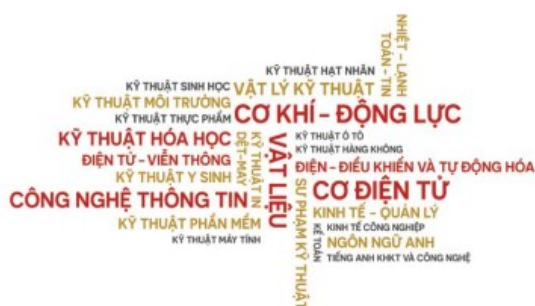 NHIỆT – LẠNH
TOÁN - TIN
KỸ THUẬT HẠT NHÂN
KỸ THUẬT SINH HỌC
VẬT LÝ KỸ THUẬT
KỸ THUẬT MÔI TRƯỜNG
KỸ THUẬT THỰC PHẨM
CƠ KHÍ – ĐỘNG LỰC
KỸ THUẬT HÓA HỌC
KỸ THUẬT IN
DỆT-MAY
VẬT LIỆU
KỸ THUẬT Ô TÔ
KỸ THUẬT HÀNG KHÔNG
ĐIỆN TỬ - VIỄN THÔNG
ĐIỆN – ĐIỀU KHIỂN VÀ TỰ ĐỘNG HÓA
KỸ THUẬT Y SINH
SƯ PHẠM KỸ THUẬT
CƠ ĐIỆN TỬ
CÔNG NGHỆ THÔNG TIN
KINH TẾ – QUẢN LÝ
KỸ THUẬT PHẦN MỀM
KẾ TOÁN
KINH TẾ CÔNG NGHIỆP
KỸ THUẬT MÁY TÍNH
NGÔN NGỮ ANH
TIẾNG ANH KHKT VÀ CÔNG NGHỆ